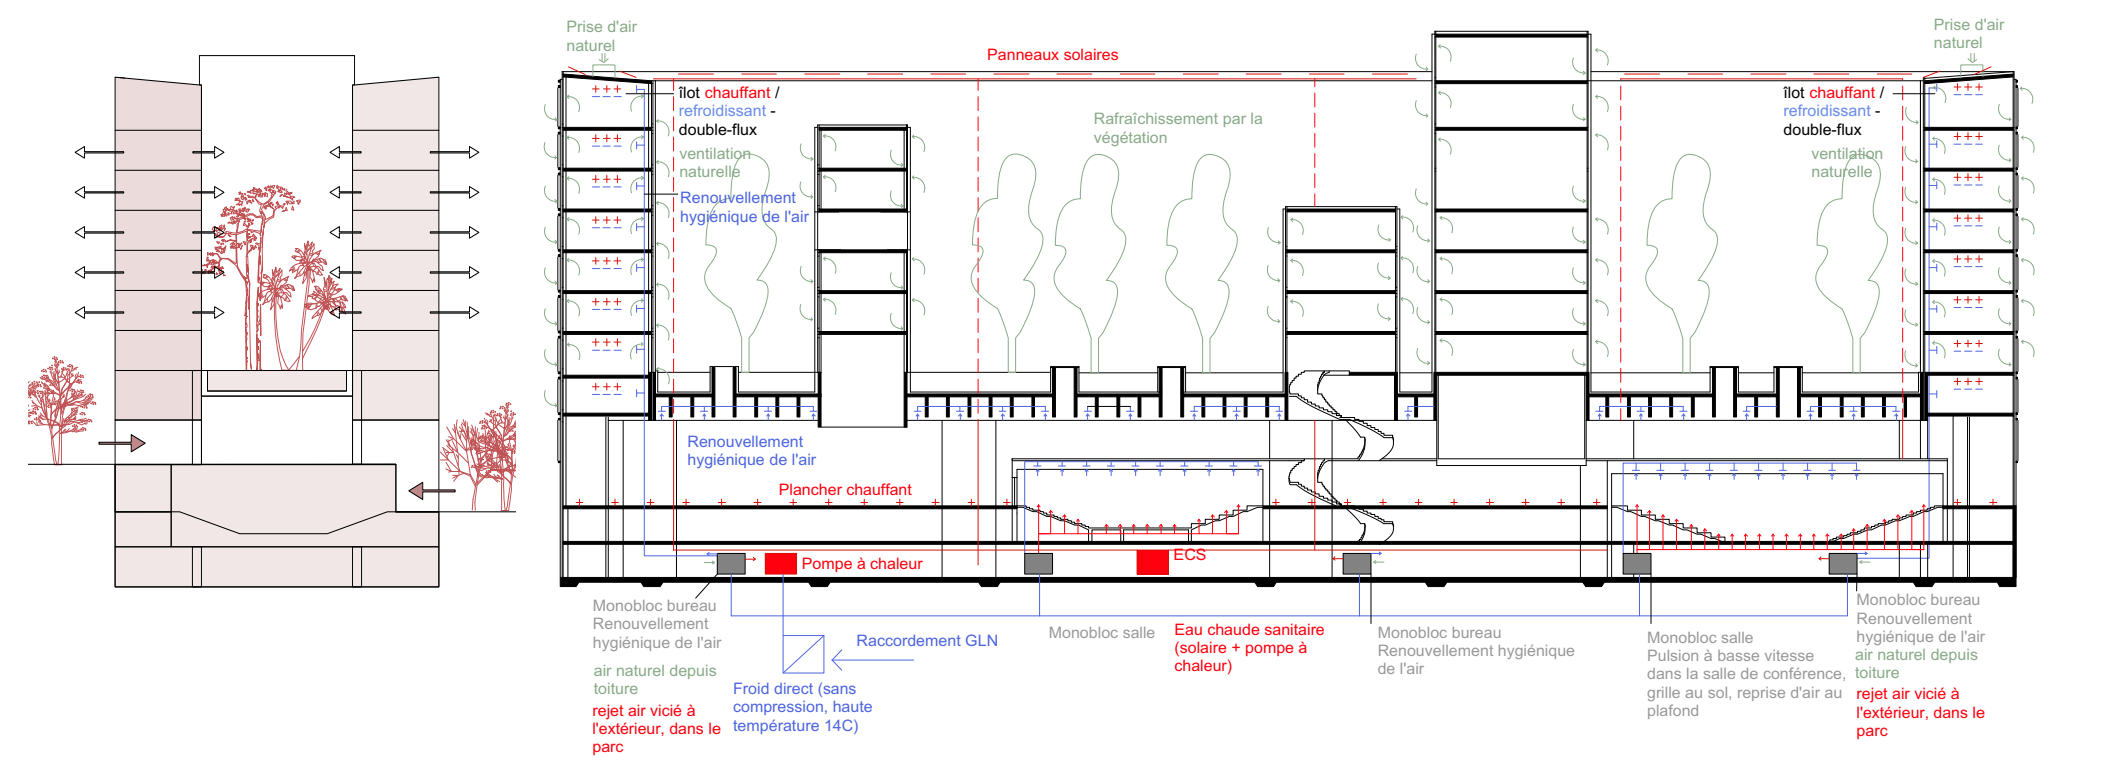 Prise d'air
naturel
Panneaux solaires
Prise d'air
naturel
îlot chauffant /
refroidissant -
double-flux
ventilation
naturelle
Renouvellement
hygiénique de l'air
Rafraîchissement par la
végétation
îlot chauffant /
refroidissant -
double-flux
ventilation
naturelle
Renouvellement
hygiénique de l'air
Plancher chauffant
Pompe à chaleur
ECS
Monobloc bureau
Renouvellement
hygiénique de l'air
air naturel depuis
toiture
rejet air vicié à
l'extérieur, dans le
parc
Raccordement GLN
Froid direct (sans
compression, haute
température 14C)
Monobloc salle
Eau chaude sanitaire
(solaire + pompe à
chaleur)
Monobloc bureau
Renouvellement hygiénique
de l'air
Monobloc salle
Pulsion à basse vitesse
dans la salle de conférence,
grille au sol, reprise d'air au
plafond
Monobloc bureau
Renouvellement
hygiénique de l'air
air naturel depuis
toiture
rejet air vicié à
l'extérieur, dans le
parc